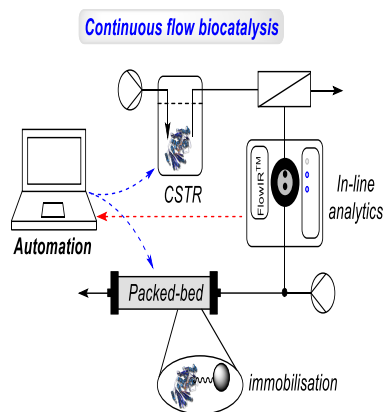 Continuous flow biocatalysis
CSTR
FlowIR™
In-line
analytics
Automation
Packed-bed
immobilisation